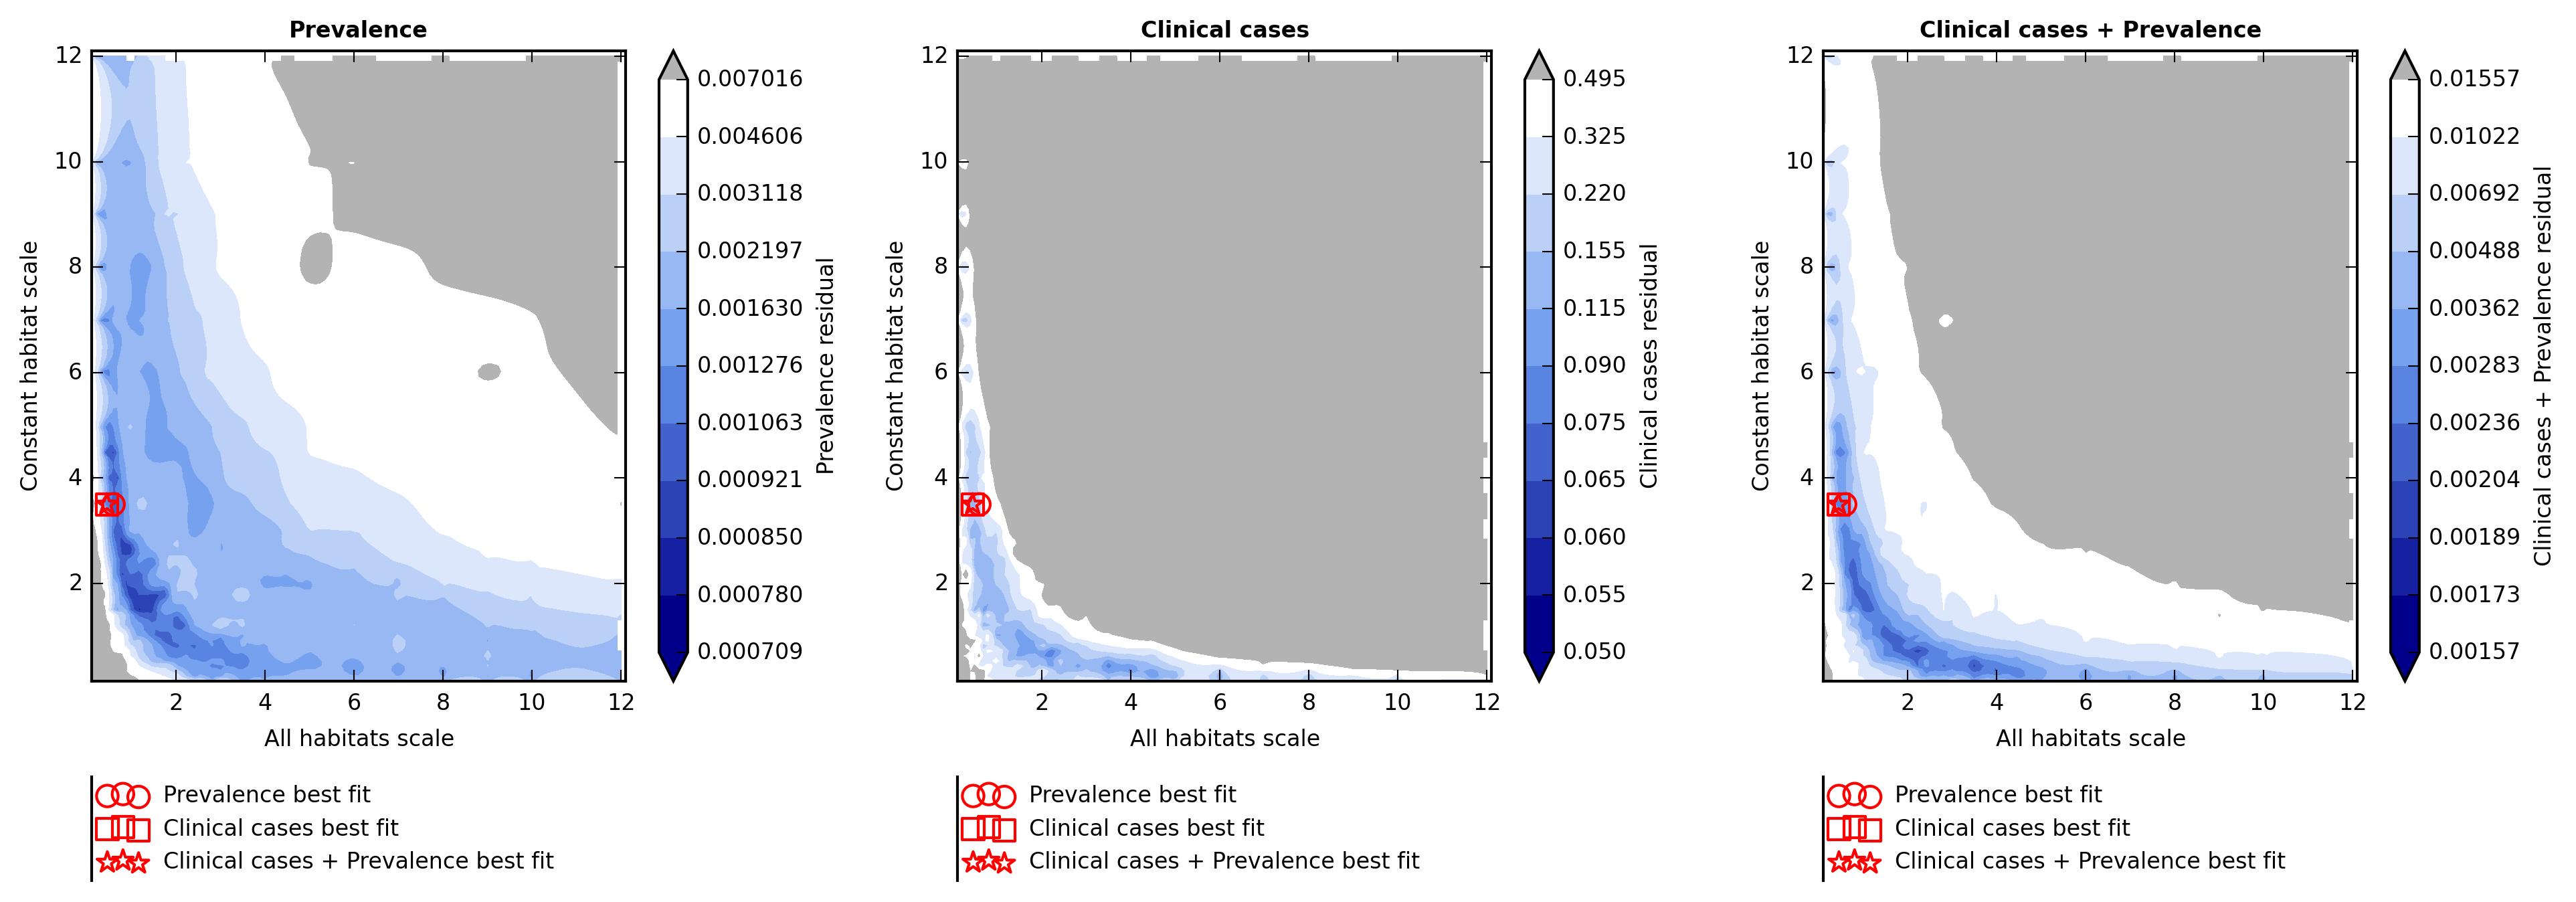 Prevalence
12
10
8
6
4
2
Constant habitat scale
2 4 6 8 10 12
All habitats scale
0.007016
0.004606
0.003118
0.002197
0.001630
0.001276
0.001063
0.000921
0.000850
0.000780
0.000709
Prevalence residual
Prevalence best fit
Clinical cases best fit
Clinical cases + Prevalence best fit
Clinical cases
12
10
8
6
4
2
Constant habitat scale
2 4 6 8 10 12
All habitats scale
0.495
0.325
0.220
0.155
0.115
0.090
0.075
0.065
0.060
0.055
0.050
Clinical cases residual
Prevalence best fit
Clinical cases best fit
Clinical cases + Prevalence best fit
Clinical cases + Prevalence
12
10
8
6
4
2
Constant habitat scale
2 4 6 8 10 12
All habitats scale
0.01557
0.01022
0.00692
0.00488
0.00362
0.00283
0.00236
0.00204
0.00189
0.00173
0.00157
Clinical cases + Prevalence residual
Prevalence best fit
Clinical cases best fit
Clinical cases + Prevalence best fit